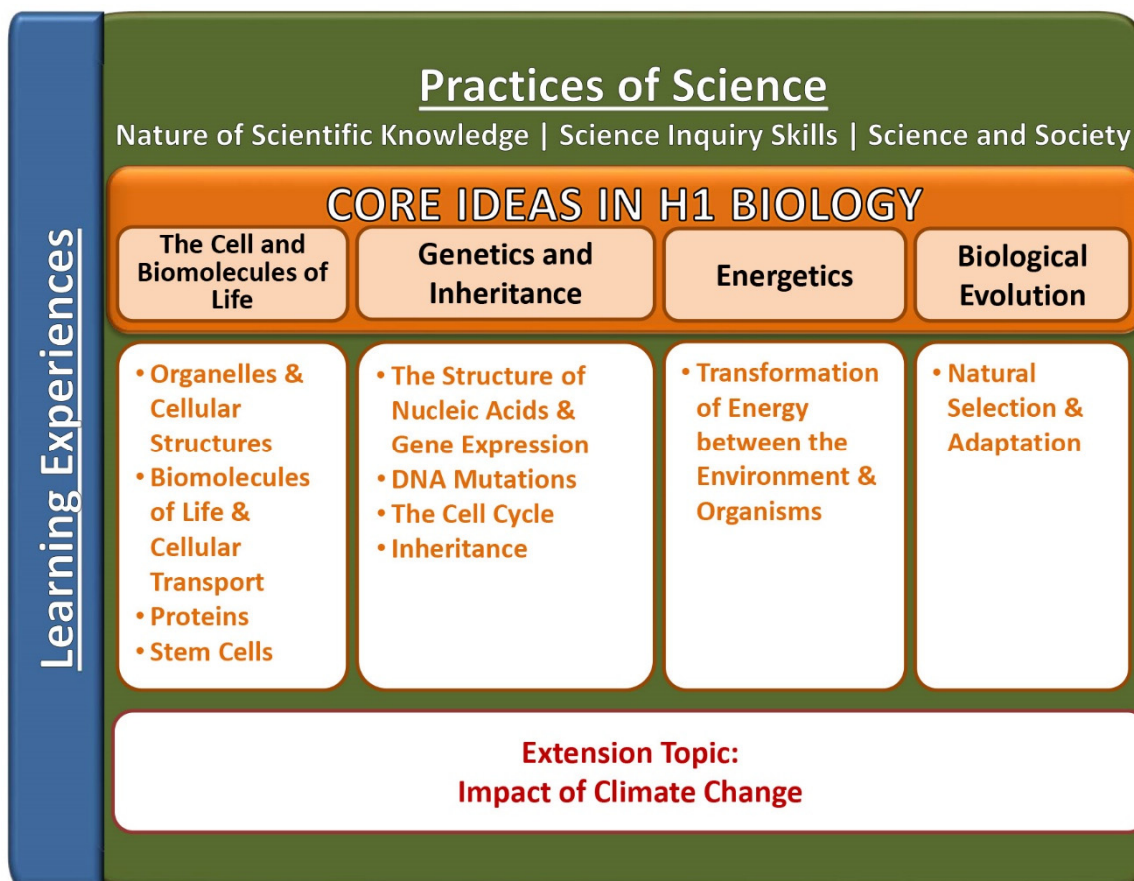 Learning Experiences
Practices of Science
Nature of Scientific Knowledge | Science Inquiry Skills | Science and Society
CORE IDEAS IN H1 BIOLOGY
The Cell and
Biomolecules of
Life
Genetics and
Inheritance
Energetics
Biological
Evolution
• Organelles &
Cellular
Structures
• Biomolecules
of Life &
Cellular
Transport
• Proteins
• Stem Cells
• The Structure of
Nucleic Acids &
Gene Expression
• DNA Mutations
• The Cell Cycle
• Inheritance
• Transformation
of Energy
between the
Environment &
Organisms
• Natural
Selection &
Adaptation
Extension Topic:
Impact of Climate Change